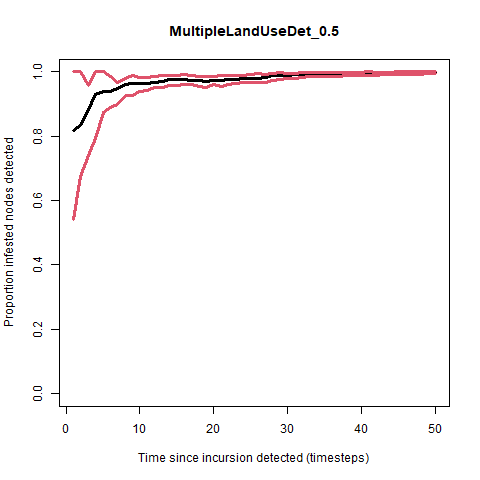 MultipleLandUseDet_0.5
Proportion infested nodes detected
1.0
0.8
0.6
0.4
0.2
0.0
0 10 20 30 40 50
Time since incursion detected (timesteps)